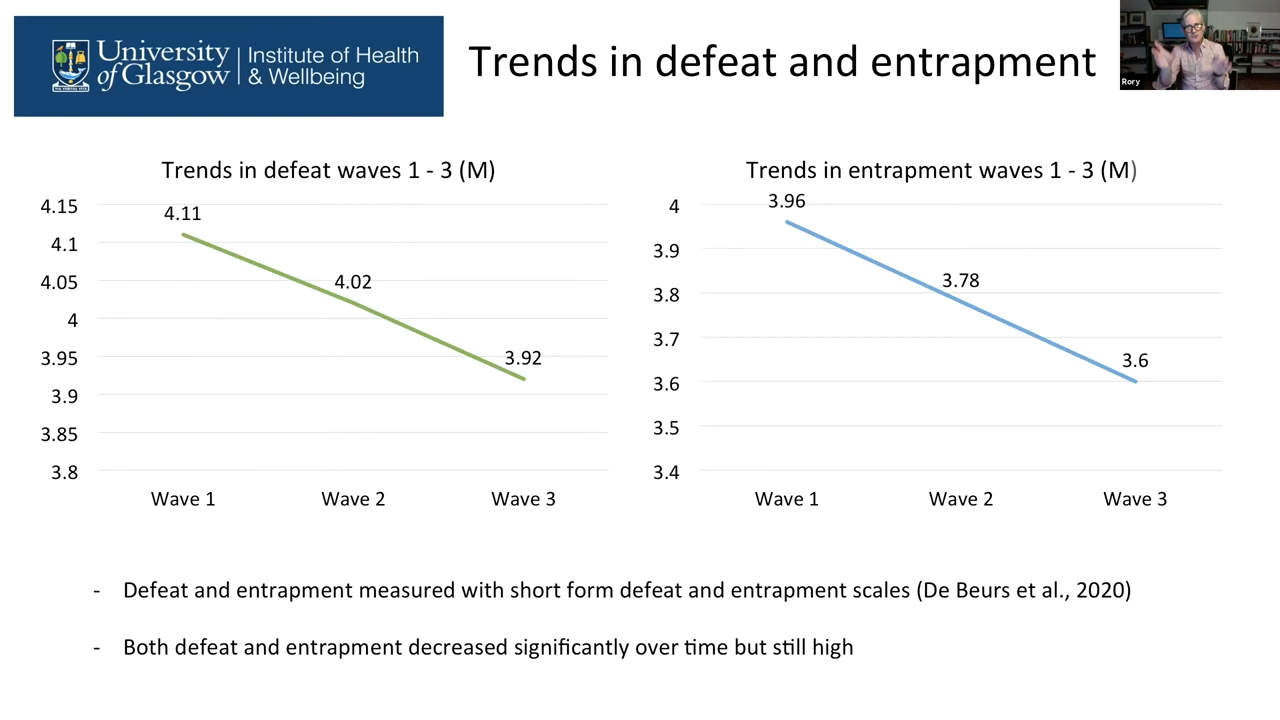 University
of Glasgow
Institute of Health
& Wellbeing
Trends in defeat and entrapment
Rory
Trends in defeat waves 1 - 3 (M)
4.15
4.1
4.05
4
3.95
3.9
3.85
3.8
4.11
4.02
3.92
Wave 1 Wave 2 Wave 3
Trends in entrapment waves 1 - 3 (M)
4
3.9
3.8
3.7
3.6
3.5
3.4
3.96
3.78
3.6
Wave 1 Wave 2 Wave 3
- Defeat and entrapment measured with short form defeat and entrapment scales (De Beurs et al., 2020)
- Both defeat and entrapment decreased significantly over time but still high